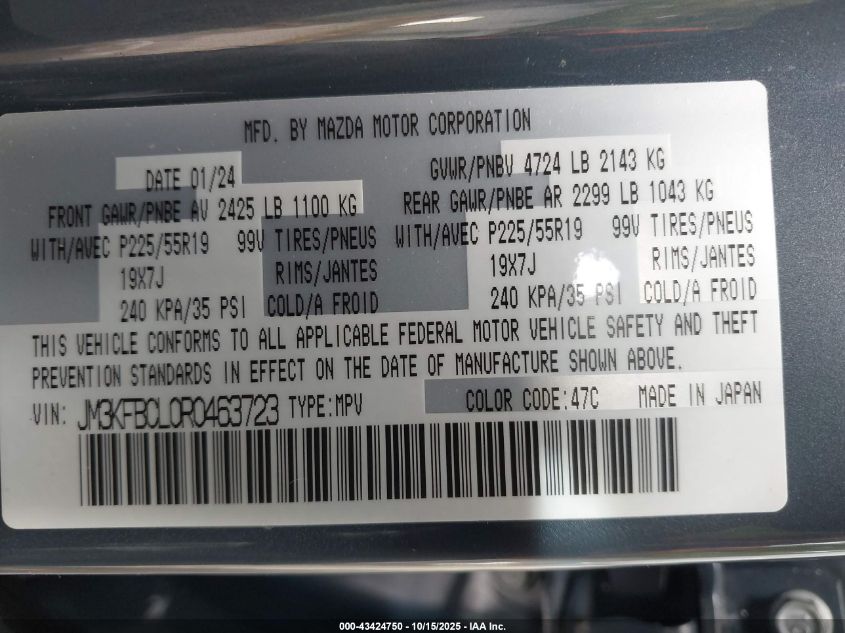 MFD. BY MAZDA MOTOR CORPORATION
DATE 01/24 GVWR/PNBV 4724 LB 2143 KG
FRONT GAWR/PNBE AV 2425 LB 1100 KG REAR GAWR/PNBE AR 2299 LB 1043 KG
WITH/AVEC P225/55R19 99V TIRES/PNEUS WITH/AVEC P225/55R19 99V TIRES/PNEUS
19X7J RIMS/JANTES 19X7J RIMS/JANTES
240 KPA/35 PSI COLD/A FROID 240 KPA/35 PSI COLD/A FROID
THIS VEHICLE CONFORMS TO ALL APPLICABLE FEDERAL MOTOR VEHICLE SAFETY AND THEFT
PREVENTION STANDARDS IN EFFECT ON THE DATE OF MANUFACTURE SHOWN ABOVE.
VIN: JM3KFBCL0R0463723 TYPE:MPV COLOR CODE:47C MADE IN JAPAN
000-43424750 - 10/15/2025 - IAA Inc.